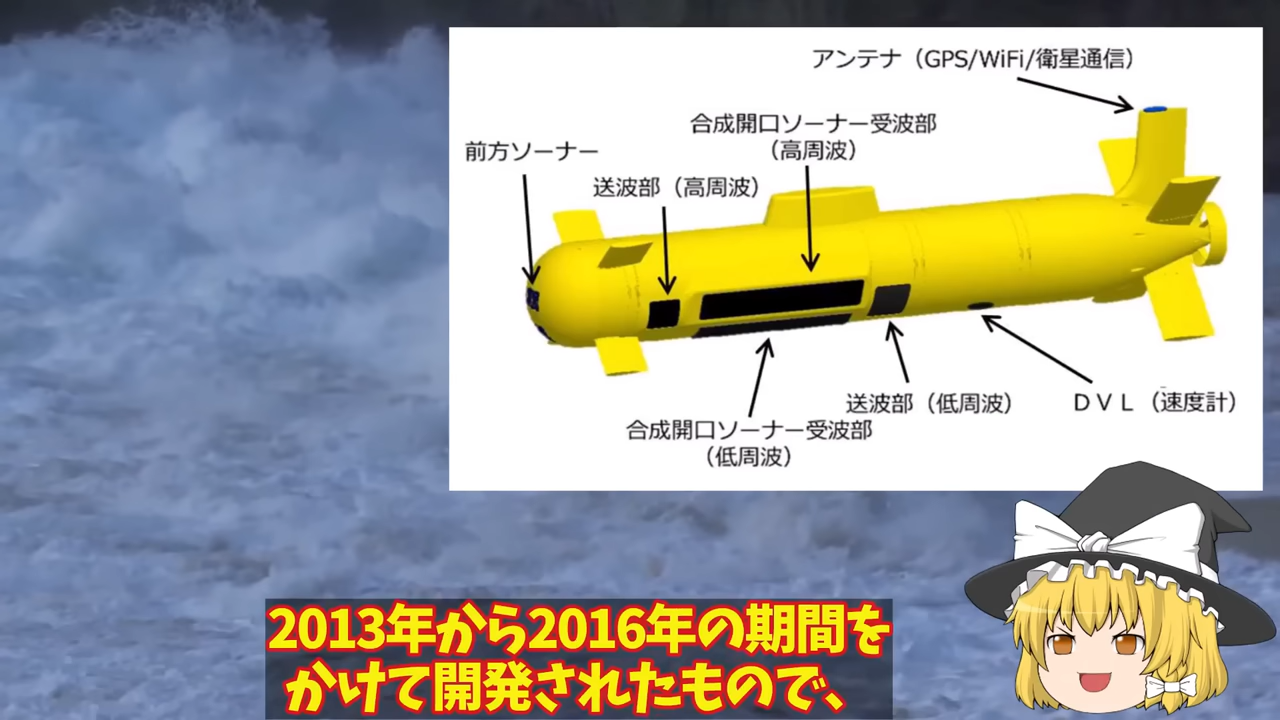 アンテナ（GPS/WiFi/衛星通信）
合成開口ソーナー受波部
（高周波）
前方ソーナー
送波部（高周波）
送波部（低周波）
ＤＶＬ（速度計）
合成開口ソーナー受波部
（低周波）
2013年から2016年の期間を
かけて開発されたもので、